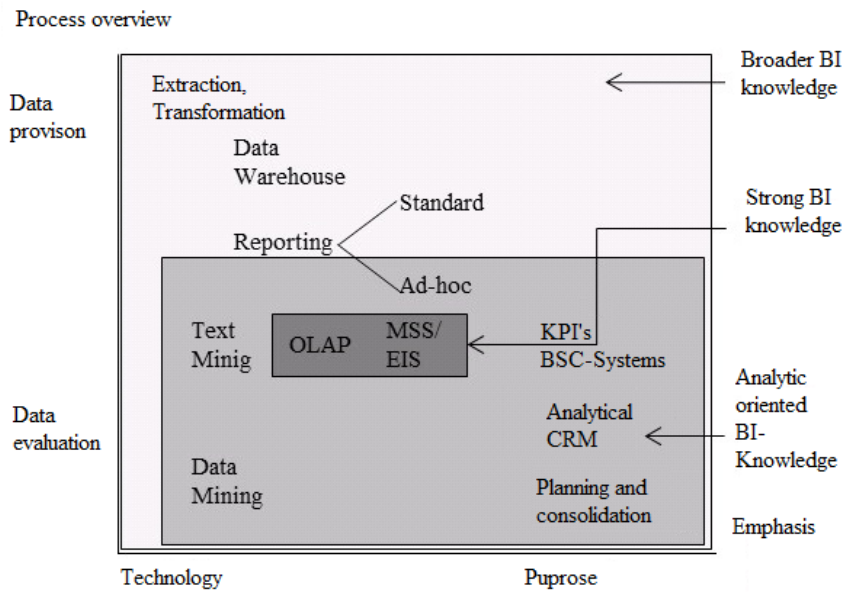 Process overview
Broader BI
knowledge
Extraction,
Transformation
Data
provison
Data
Warehouse
Standard
Strong BI
knowledge
Reporting
Ad-hoc
Text
Minig
OLAP
MSS/
EIS
KPI's
BSC-Systems
Analytic
oriented
BI-
Knowledge
Data
evaluation
Analytical
CRM
Data
Mining
Planning and
consolidation
Emphasis
Technology
Puprose